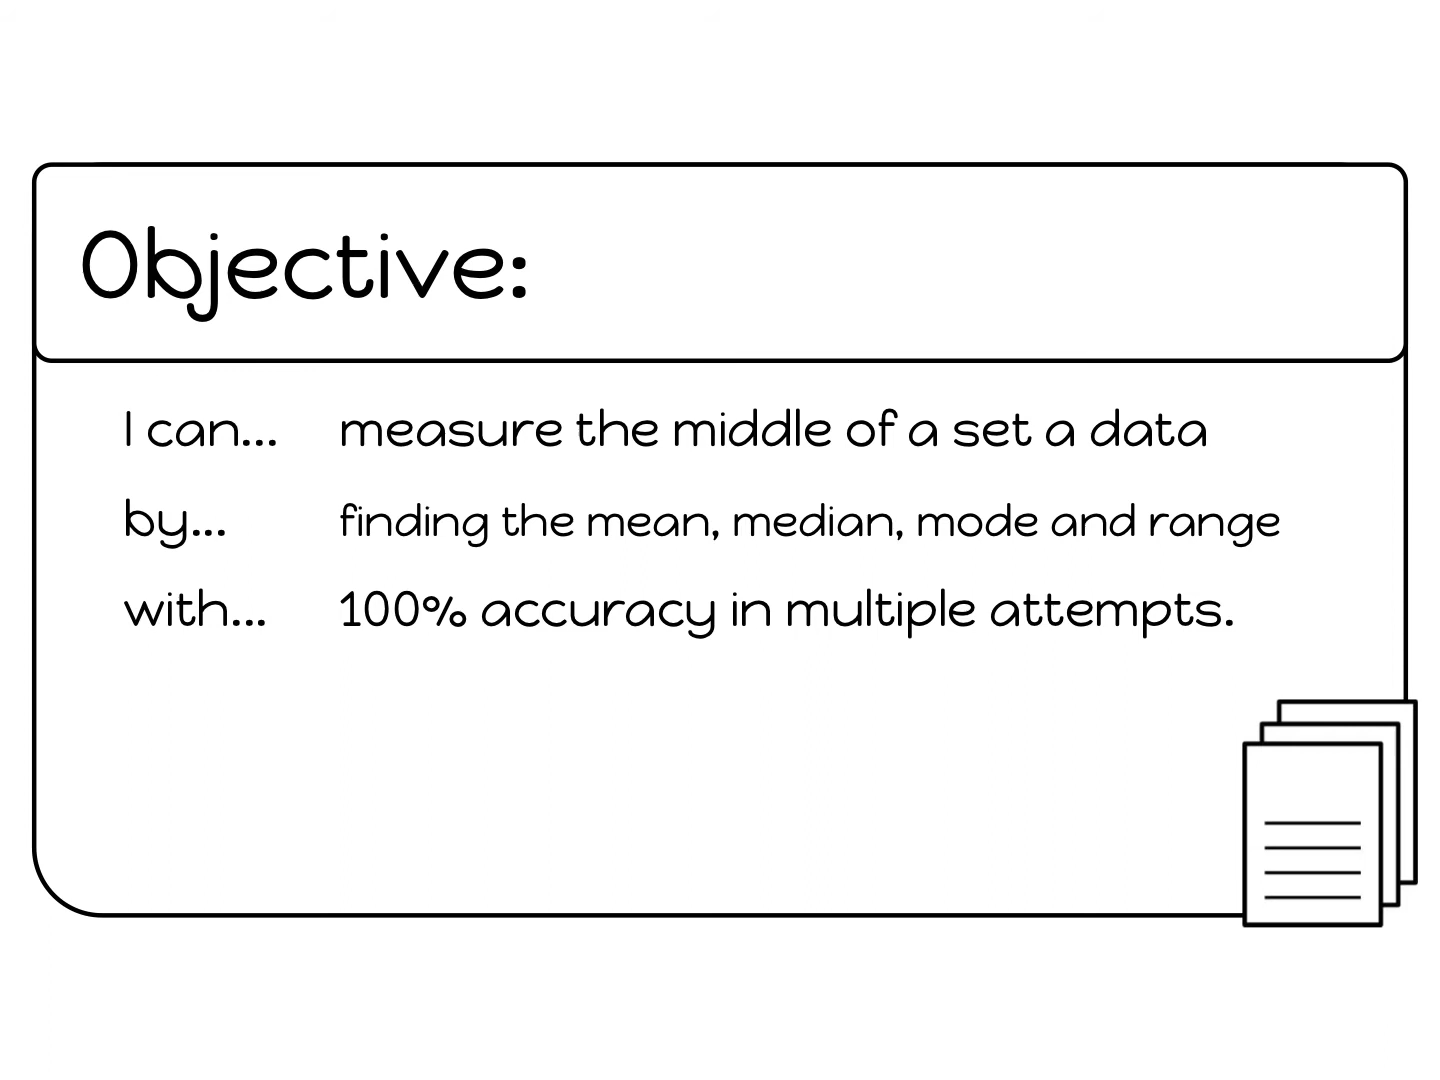 Objective:
I can... measure the middle of a set a data
by... finding the mean, median, mode and range
with... 100% accuracy in multiple attempts.